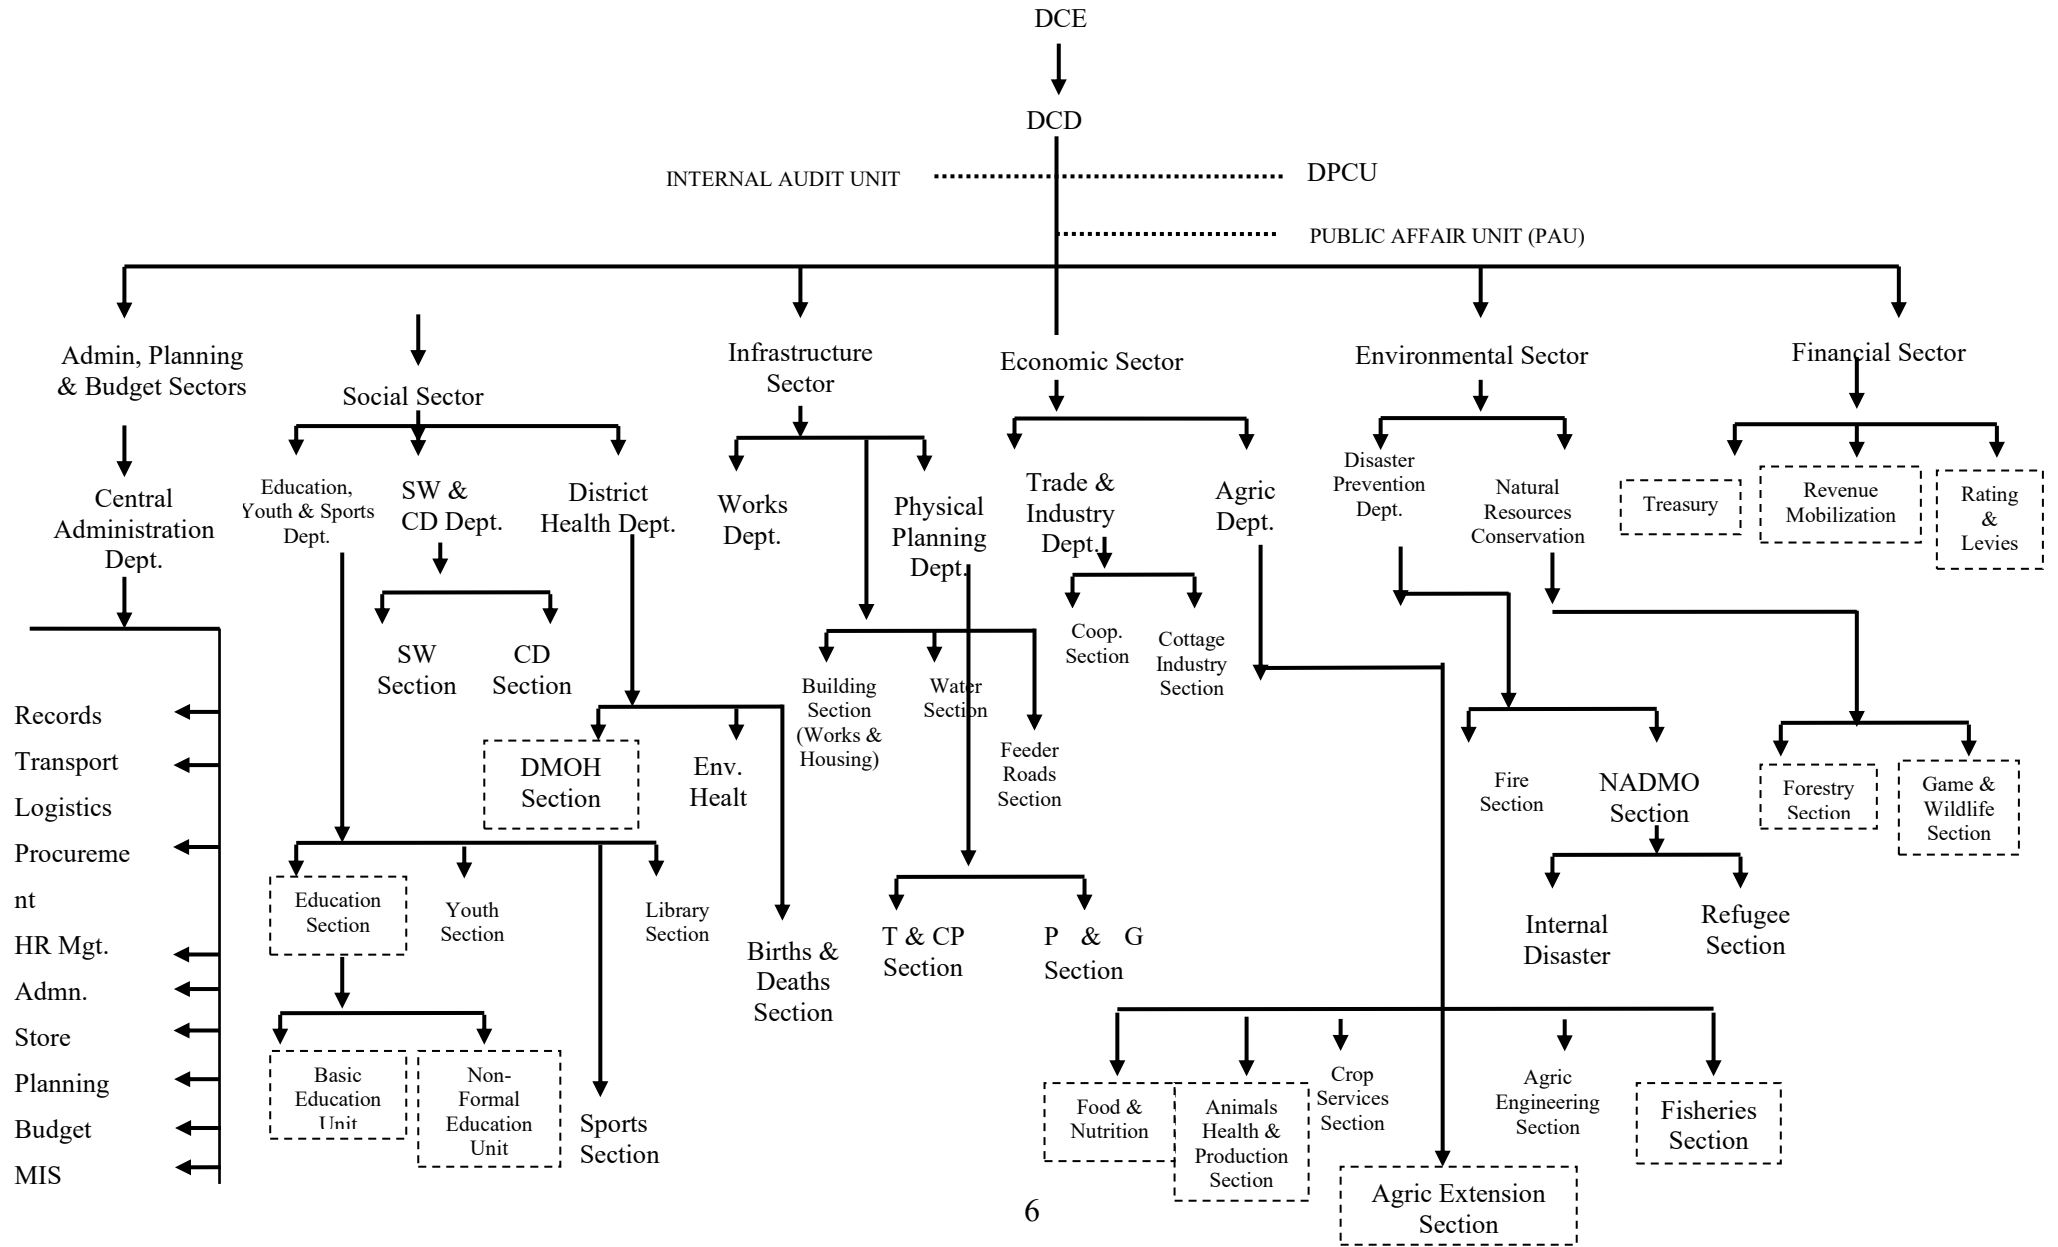 DCE
DCD
INTERNAL AUDIT UNIT
DPCU
PUBLIC AFFAIR UNIT (PAU)
Admin, Planning
& Budget Sectors
Social Sector
Infrastructure
Sector
Economic Sector
Environmental Sector
Financial Sector
Central
Administration
Dept.
Education,
Youth & Sports
Dept.
SW &
CD Dept.
District
Health Dept.
Works
Dept.
Physical
Planning
Dept.
Trade &
Industry
Dept.
Agric
Dept.
Disaster
Prevention
Dept.
Natural
Resources
Conservation
Treasury
Revenue
Mobilization
Rating
&
Levies
SW
Section
CD
Section
Building
Section
(Works &
Housing)
Water
Section
Feeder
Roads
Section
Coop.
Section
Cottage
Industry
Section
Records
Transport
Logistics
Procureme
nt
HR Mgt.
Admn.
Store
Planning
Budget
MIS
DMOH
Section
Env.
Healt
Fire
Section
NADMO
Section
Forestry
Section
Game &
Wildlife
Section
Education
Section
Youth
Section
Library
Section
Births &
Deaths
Section
T & CP
Section
P & G
Section
Internal
Disaster
Refugee
Section
Basic
Education
Unit
Non-
Formal
Education
Unit
Sports
Section
Food &
Nutrition
Animals
Health &
Production
Section
Crop
Services
Section
Agric
Engineering
Section
Fisheries
Section
Agric Extension
Section
6